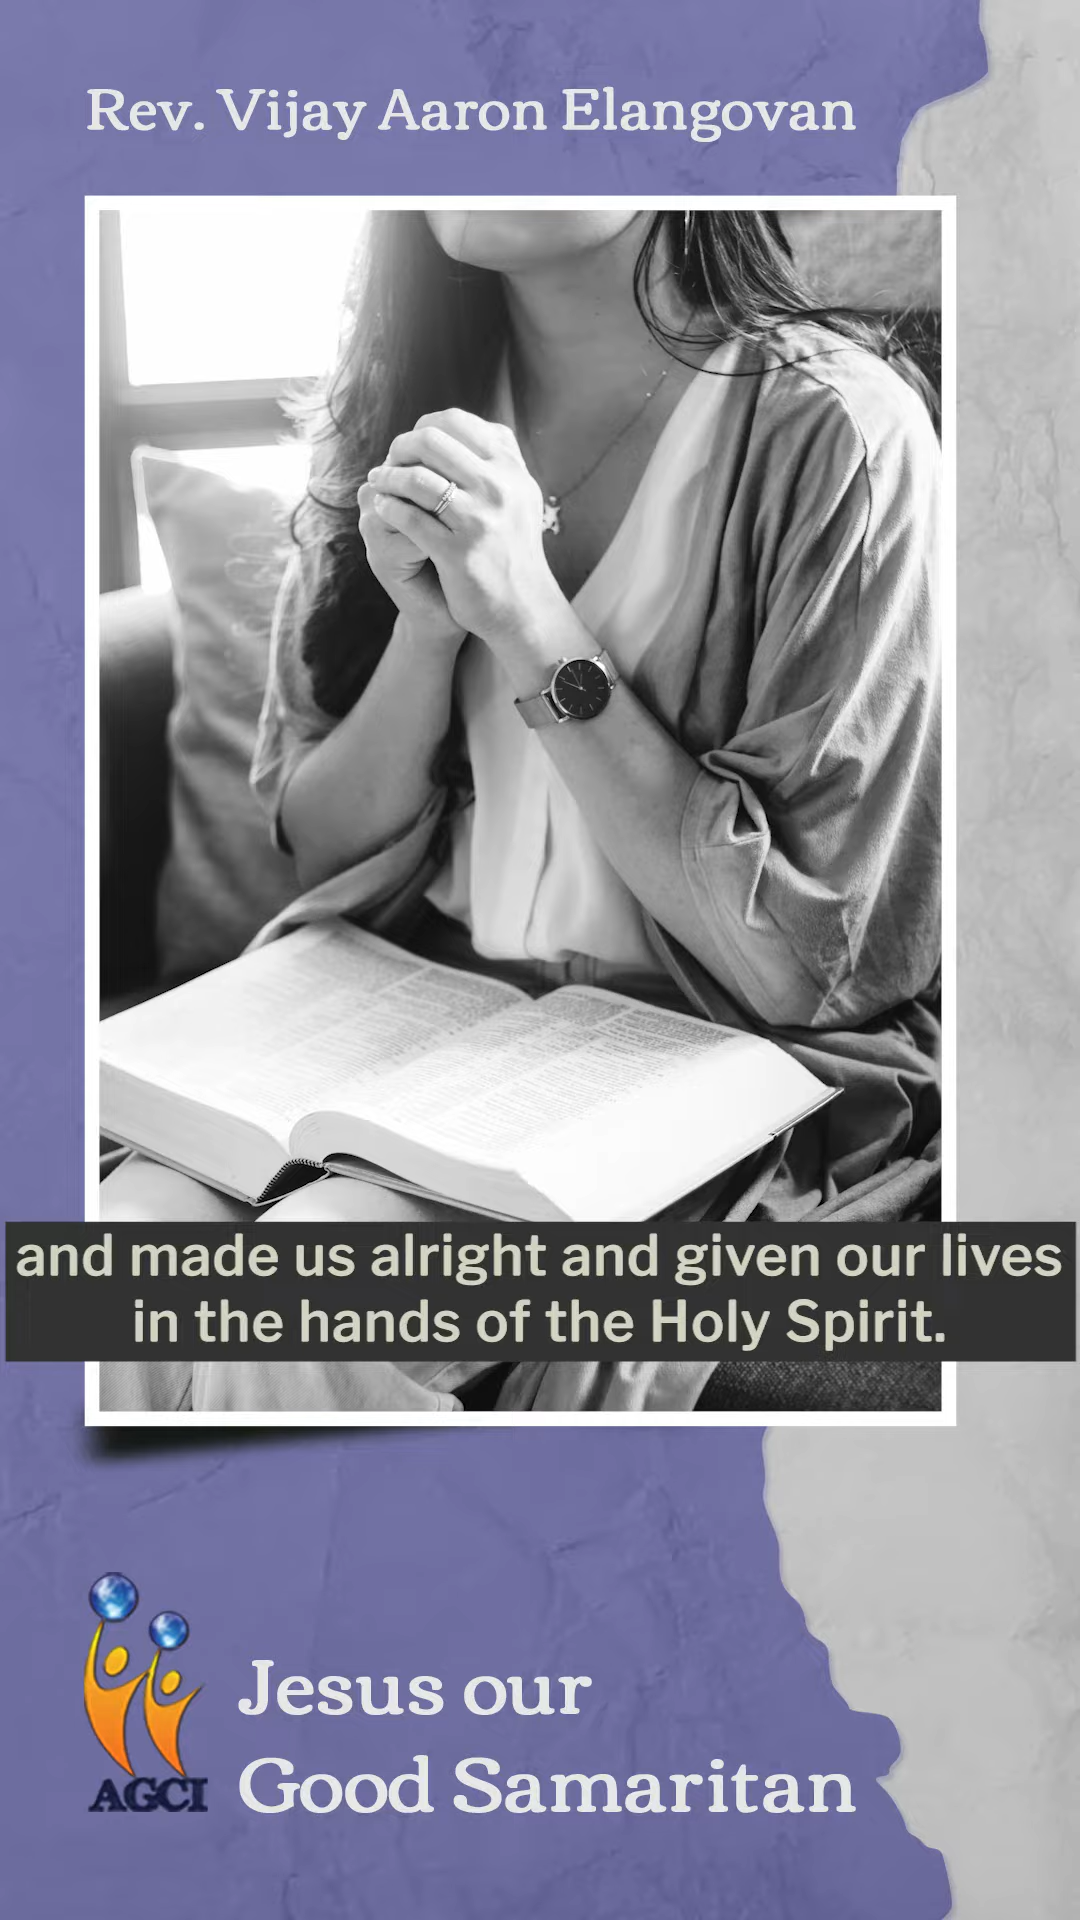 Rev. Vijay Aaron Elangovan
and made us alright and given our lives
in the hands of the Holy Spirit.
AGCI
Jesus our
Good Samaritan